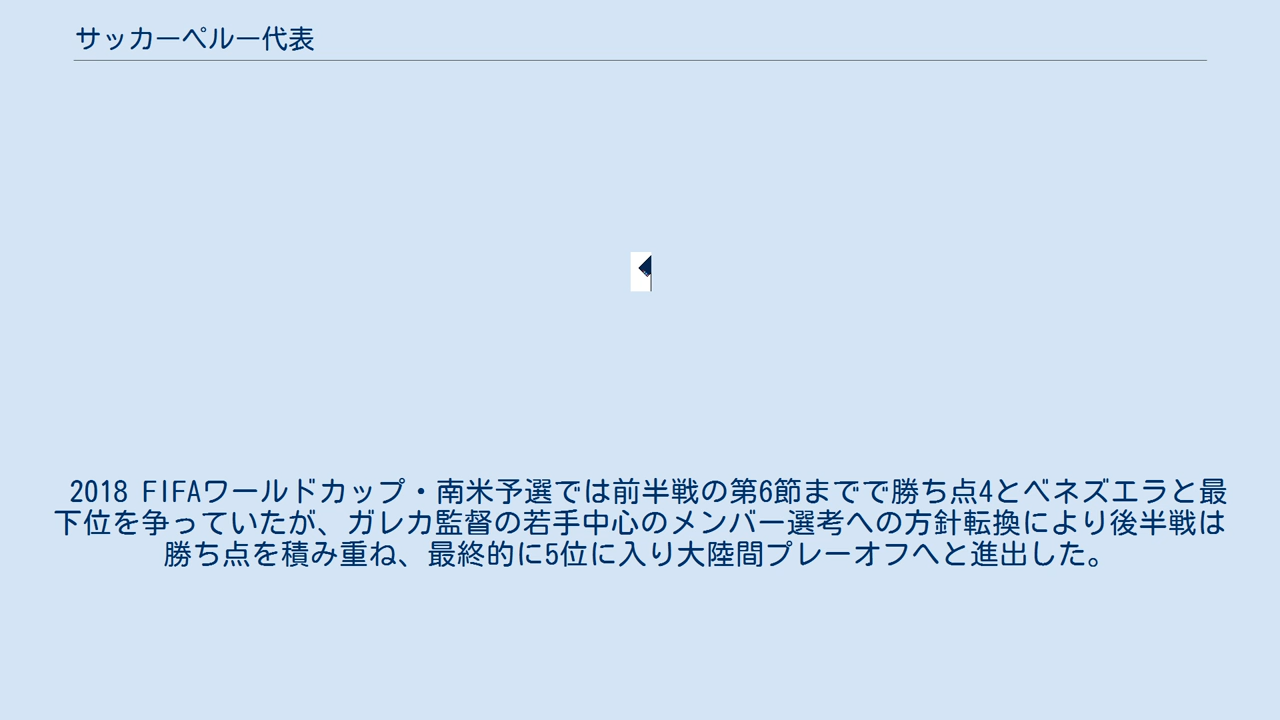 サッカーペルー代表
2018 FIFAワールドカップ・南米予選では前半戦の第6節までで勝ち点4とベネズエラと最
下位を争っていたが、ガレカ監督の若手中心のメンバー選考への方針転換により後半戦は
勝ち点を積み重ね、最終的に5位に入り大陸間プレーオフへと進出した。